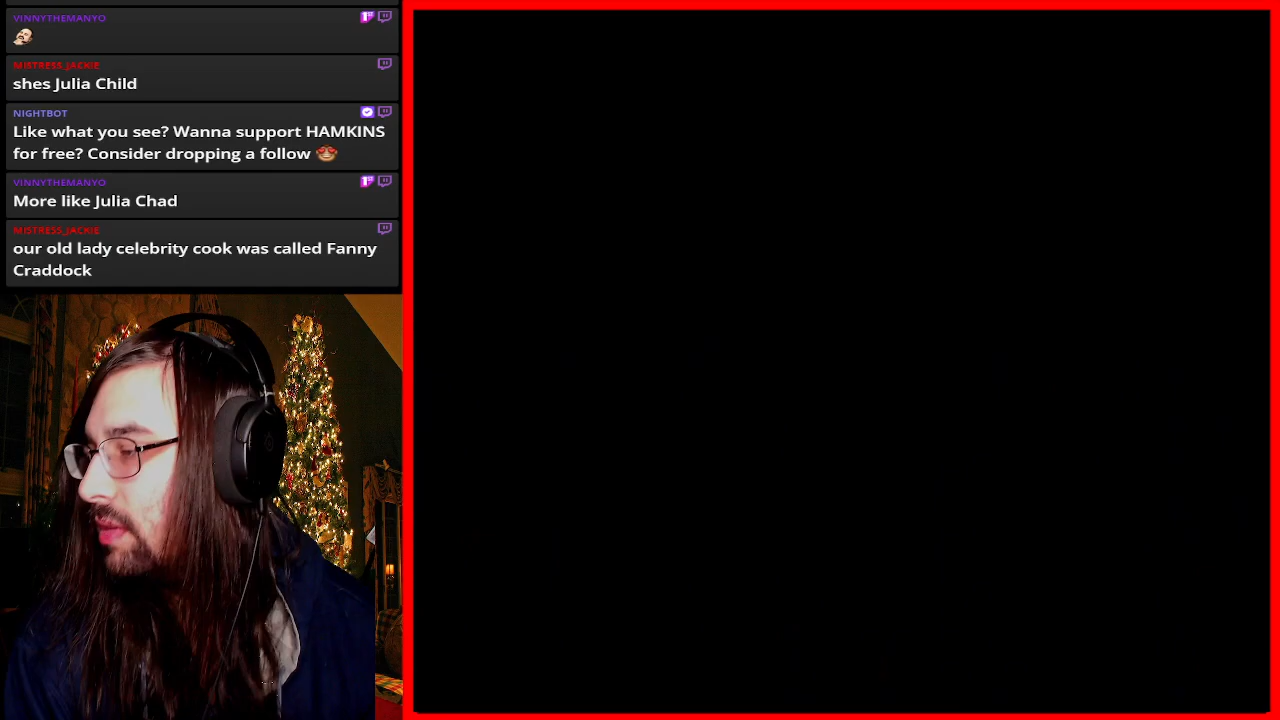 VINNYTHEMANYO
MISTRESS_JACKIE
shes Julia Child
NIGHTBOT
Like what you see? Wanna support HAMKINS
for free? Consider dropping a follow
VINNYTHEMANYO
More like Julia Chad
MISTRESS_JACKIE
our old lady celebrity cook was called Fanny
Craddock